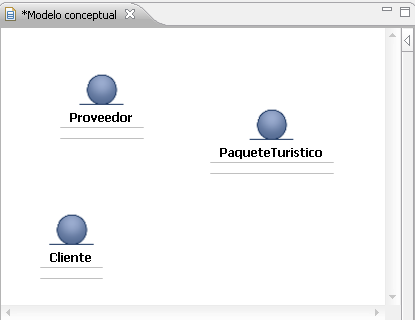 *Modelo conceptual
Proveedor
PaqueteTuristico
Cliente